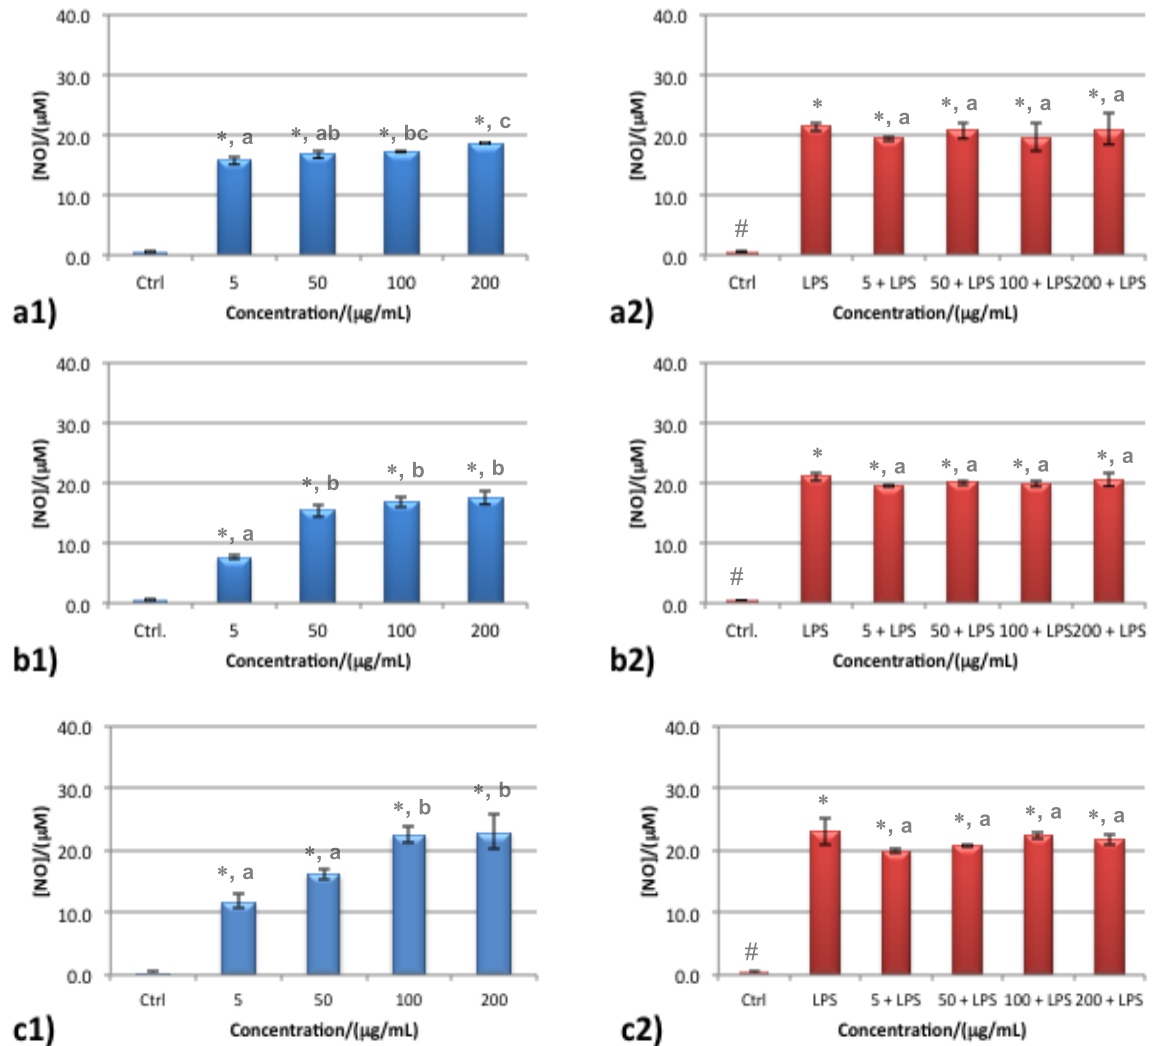 40.0
30.0
20.0
10.0
0.0
[NO]/(μM)
*, a
*, ab
*, bc
*, c
Ctrl 5 50 100 200
Concentration/(μg/mL)
a1)
40.0
30.0
20.0
10.0
0.0
[NO]/(μM)
#
*
*, a
*, a
*, a
*, a
Ctrl LPS 5 + LPS 50 + LPS 100 + LPS 200 + LPS
Concentration/(μg/mL)
a2)
40.0
30.0
20.0
10.0
0.0
[NO]/(μM)
*, a
*, b
*, b
*, b
Ctrl. 5 50 100 200
Concentration/(μg/mL)
b1)
40.0
30.0
20.0
10.0
0.0
[NO]/(μM)
#
*
*, a
*, a
*, a
*, a
Ctrl. LPS 5 + LPS 50 + LPS 100 + LPS 200 + LPS
Concentration/(μg/mL)
b2)
40.0
30.0
20.0
10.0
0.0
[NO]/(μM)
*, a
*, a
*, b
*, b
Ctrl 5 50 100 200
Concentration/(μg/mL)
c1)
40.0
30.0
20.0
10.0
0.0
[NO]/(μM)
#
*
*, a
*, a
*, a
*, a
Ctrl LPS 5 + LPS 50 + LPS 100 + LPS 200 + LPS
Concentration/(μg/mL)
c2)